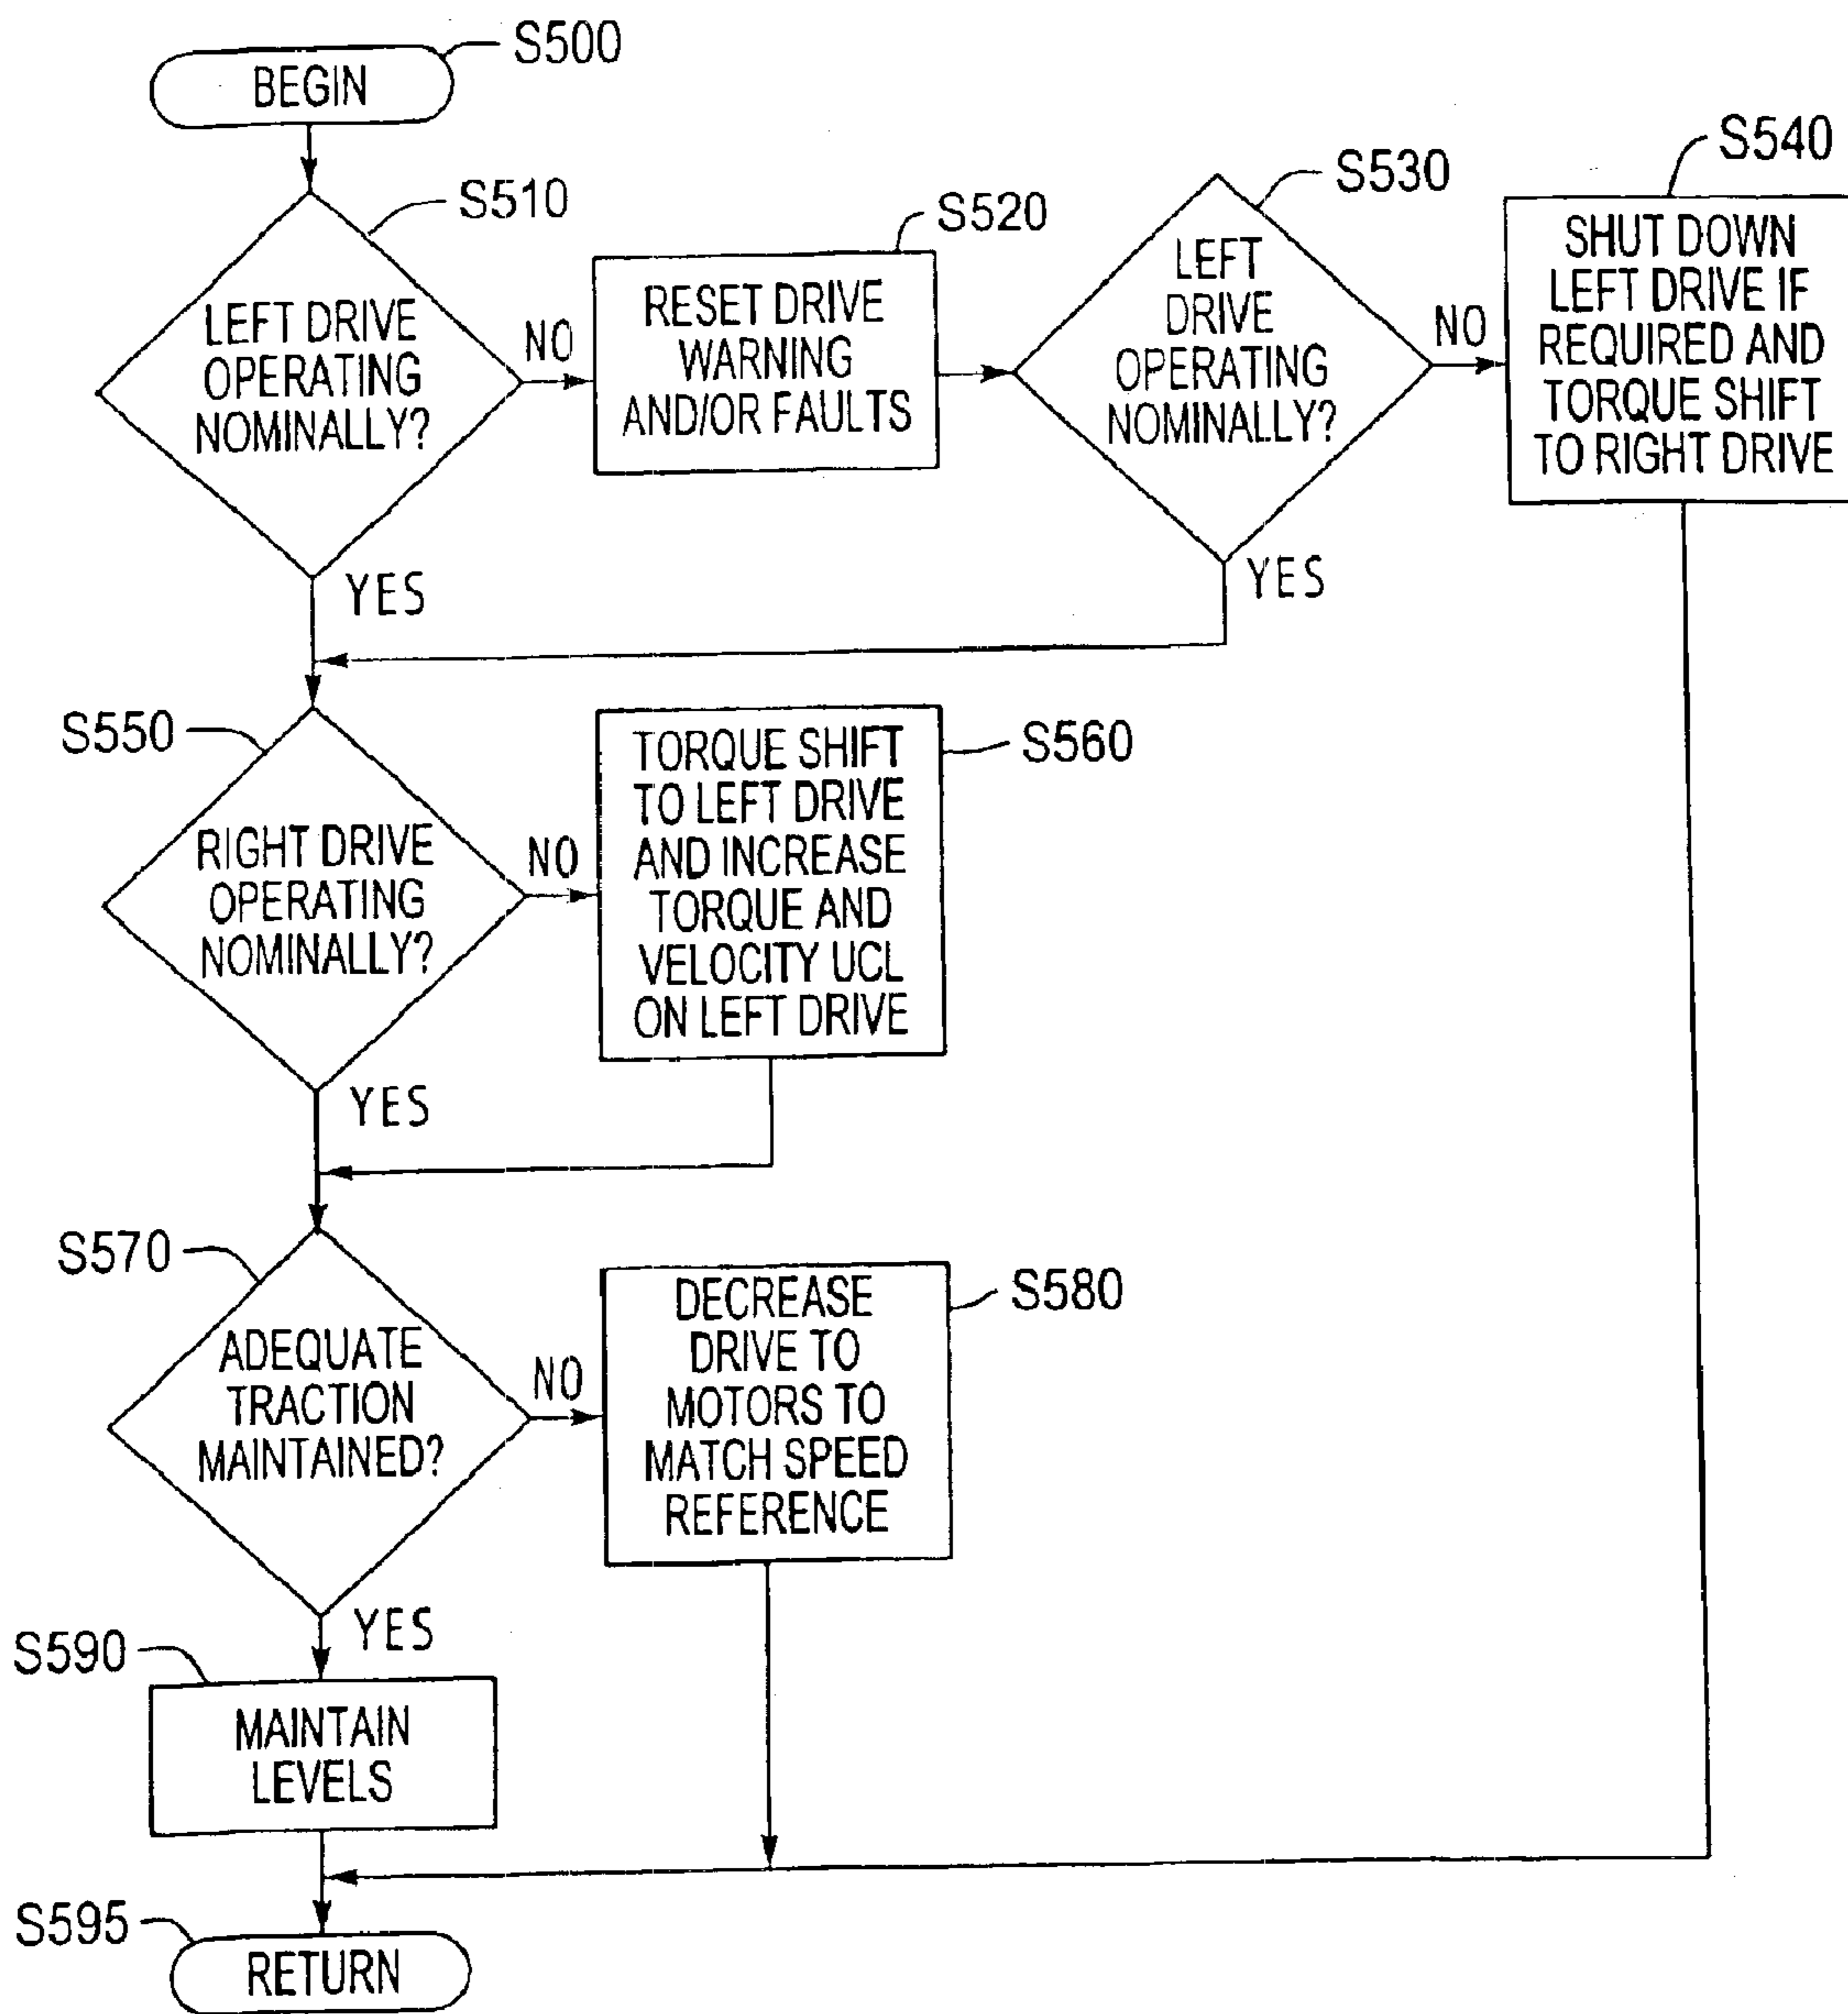 S500
BEGIN
S510
LEFT DRIVE
OPERATING
NOMINALLY?
NO
YES
S520
RESET DRIVE
WARNING
AND/OR FAULTS
S530
LEFT
DRIVE
OPERATING
NOMINALLY?
NO
YES
S540
SHUT DOWN
LEFT DRIVE IF
REQUIRED AND
TORQUE SHIFT
TO RIGHT DRIVE
S550
RIGHT DRIVE
OPERATING
NOMINALLY?
NO
YES
S560
TORQUE SHIFT
TO LEFT DRIVE
AND INCREASE
TORQUE AND
VELOCITY UCL
ON LEFT DRIVE
S570
ADEQUATE
TRACTION
MAINTAINED?
NO
YES
S580
DECREASE
DRIVE TO
MOTORS TO
MATCH SPEED
REFERENCE
S590
MAINTAIN
LEVELS
S595
RETURN